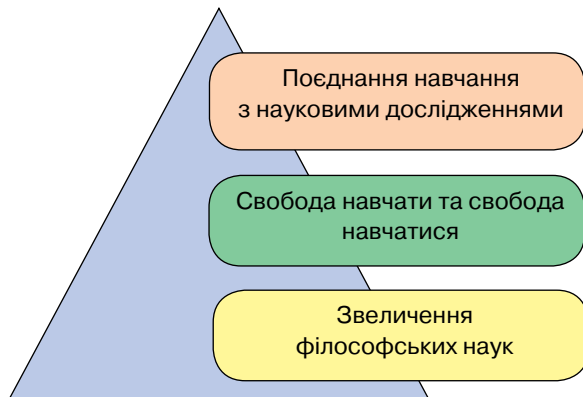 Поєднання навчання
з науковими дослідженнями
Свобода навчати та свобода
навчатися
Звеличення
філософських наук